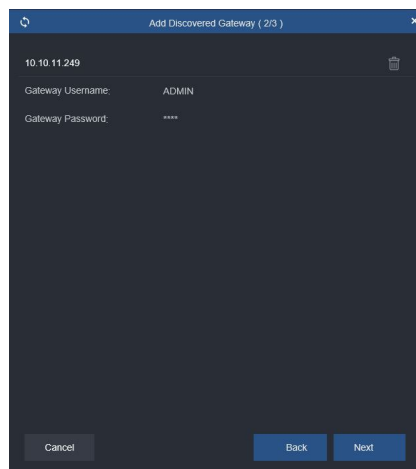 Add Discovered Gateway ( 2/3 )
10.10.11.249
Gateway Username:
ADMIN
Gateway Password:
****
Cancel
Back
Next